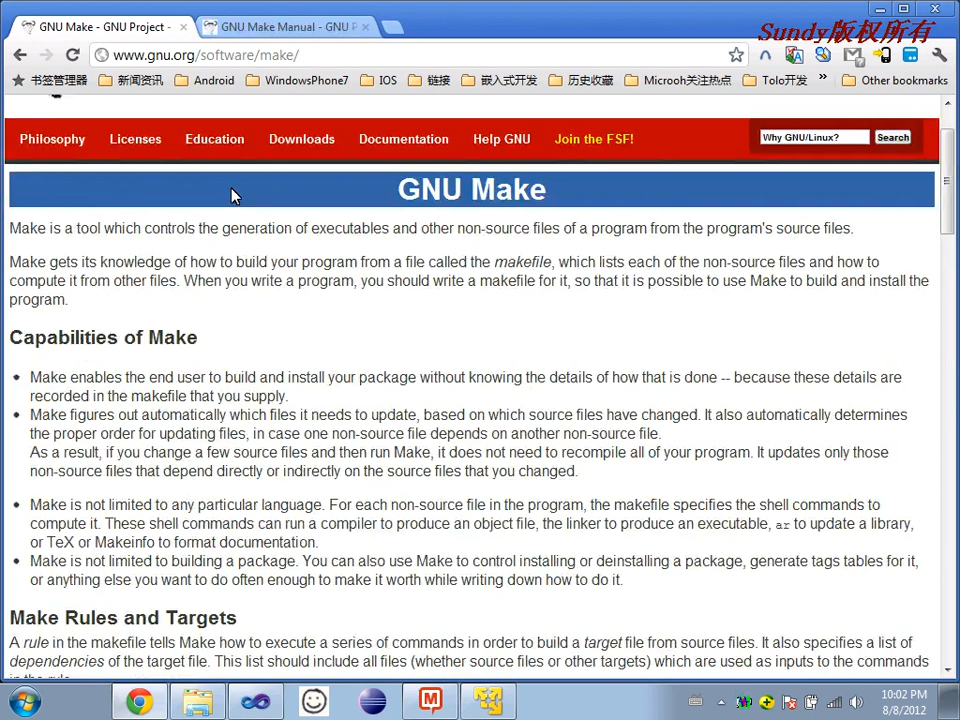 GNU Make - GNU Project -
GNU Make Manual - GNU P
Sundy版权所有
www.gnu.org/software/make/
书签管理器 新闻资讯 Android WindowsPhone7 IOS 链接 嵌入式开发 历史收藏 Microoh关注热点 Tolo开发 » Other bookmarks
Philosophy Licenses Education Downloads Documentation Help GNU Join the FSF! Why GNU/Linux? Search
GNU Make
Make is a tool which controls the generation of executables and other non-source files of a program from the program's source files.
Make gets its knowledge of how to build your program from a file called the makefile, which lists each of the non-source files and how to
compute it from other files. When you write a program, you should write a makefile for it, so that it is possible to use Make to build and install the
program.
Capabilities of Make
• Make enables the end user to build and install your package without knowing the details of how that is done -- because these details are
recorded in the makefile that you supply.
• Make figures out automatically which files it needs to update, based on which source files have changed. It also automatically determines
the proper order for updating files, in case one non-source file depends on another non-source file.
As a result, if you change a few source files and then run Make, it does not need to recompile all of your program. It updates only those
non-source files that depend directly or indirectly on the source files that you changed.
• Make is not limited to any particular language. For each non-source file in the program, the makefile specifies the shell commands to
compute it. These shell commands can run a compiler to produce an object file, the linker to produce an executable, ar to update a library,
or TeX or Makeinfo to format documentation.
• Make is not limited to building a package. You can also use Make to control installing or deinstalling a package, generate tags tables for it,
or anything else you want to do often enough to make it worth while writing down how to do it.
Make Rules and Targets
A rule in the makefile tells Make how to execute a series of commands in order to build a target file from source files. It also specifies a list of
dependencies of the target file. This list should include all files (whether source files or other targets) which are used as inputs to the commands
10:02 PM
8/8/2012